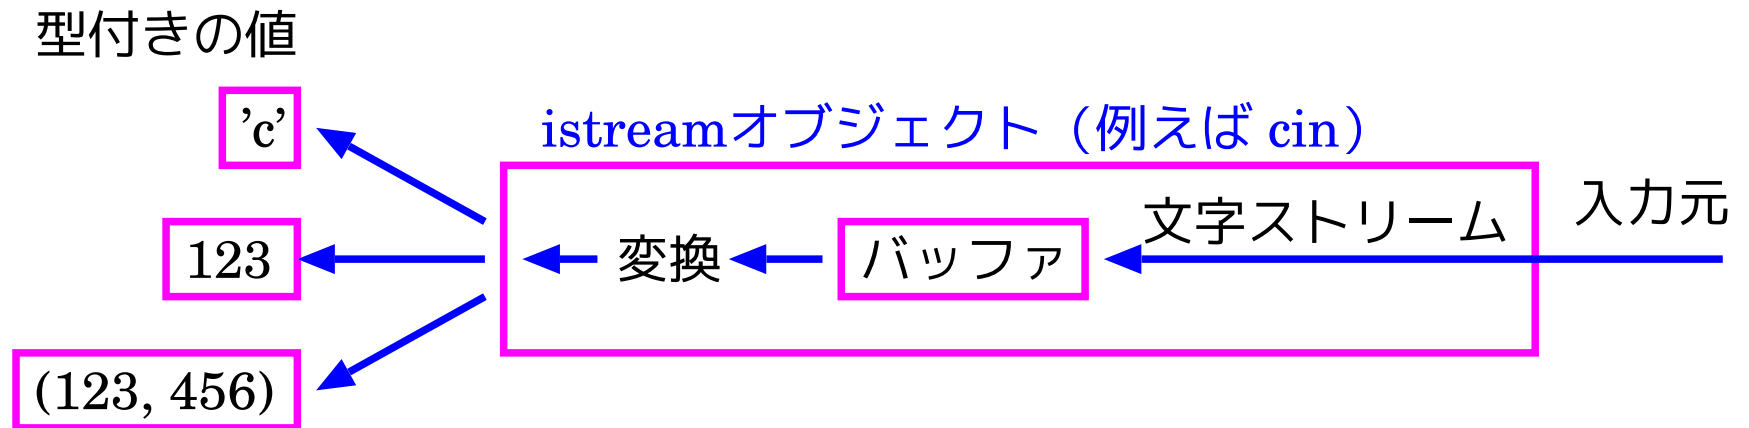 型付きの値
'c'
istreamオブジェクト（例えば cin）
入力元
文字ストリーム
123
変換
バッファ
(123, 456)